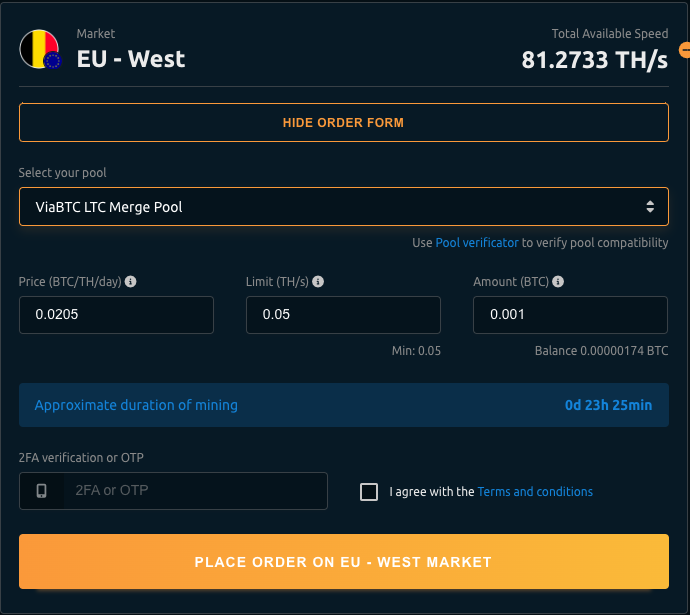 Market
EU - West
Total Available Speed
81.2733 TH/s
HIDE ORDER FORM
Select your pool
ViaBTC LTC Merge Pool
Use Pool verificator to verify pool compatibility
Price (BTC/TH/day)
Limit (TH/s)
Amount (BTC)
0.0205
0.05
0.001
Min: 0.05
Balance 0.00000174 BTC
Approximate duration of mining
0d 23h 25min
2FA verification or OTP
2FA or OTP
I agree with the Terms and conditions
PLACE ORDER ON EU - WEST MARKET